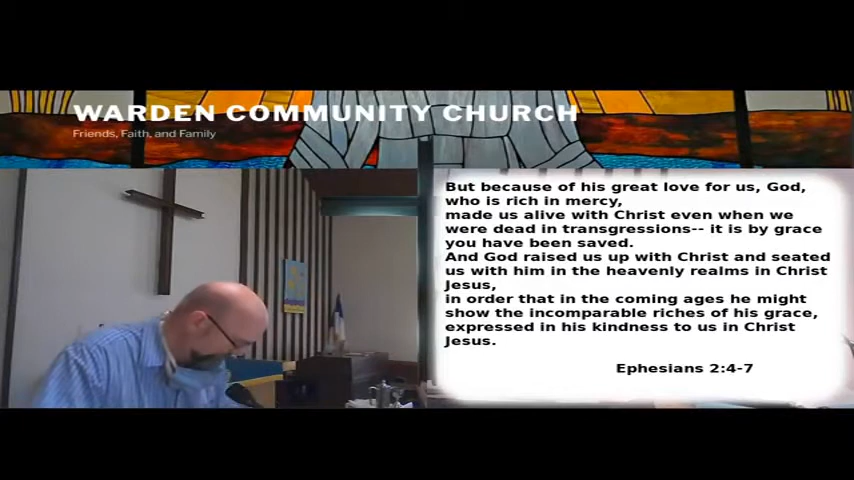 WARDEN COMMUNITY CHURCH
Friends, Faith, and Family
But because of his great love for us, God,
who is rich in mercy,
made us alive with Christ even when we
were dead in transgressions-- it is by grace
you have been saved.
And God raised us up with Christ and seated
us with him in the heavenly realms in Christ
Jesus,
in order that in the coming ages he might
show the incomparable riches of his grace,
expressed in his kindness to us in Christ
Jesus.
Ephesians 2:4-7